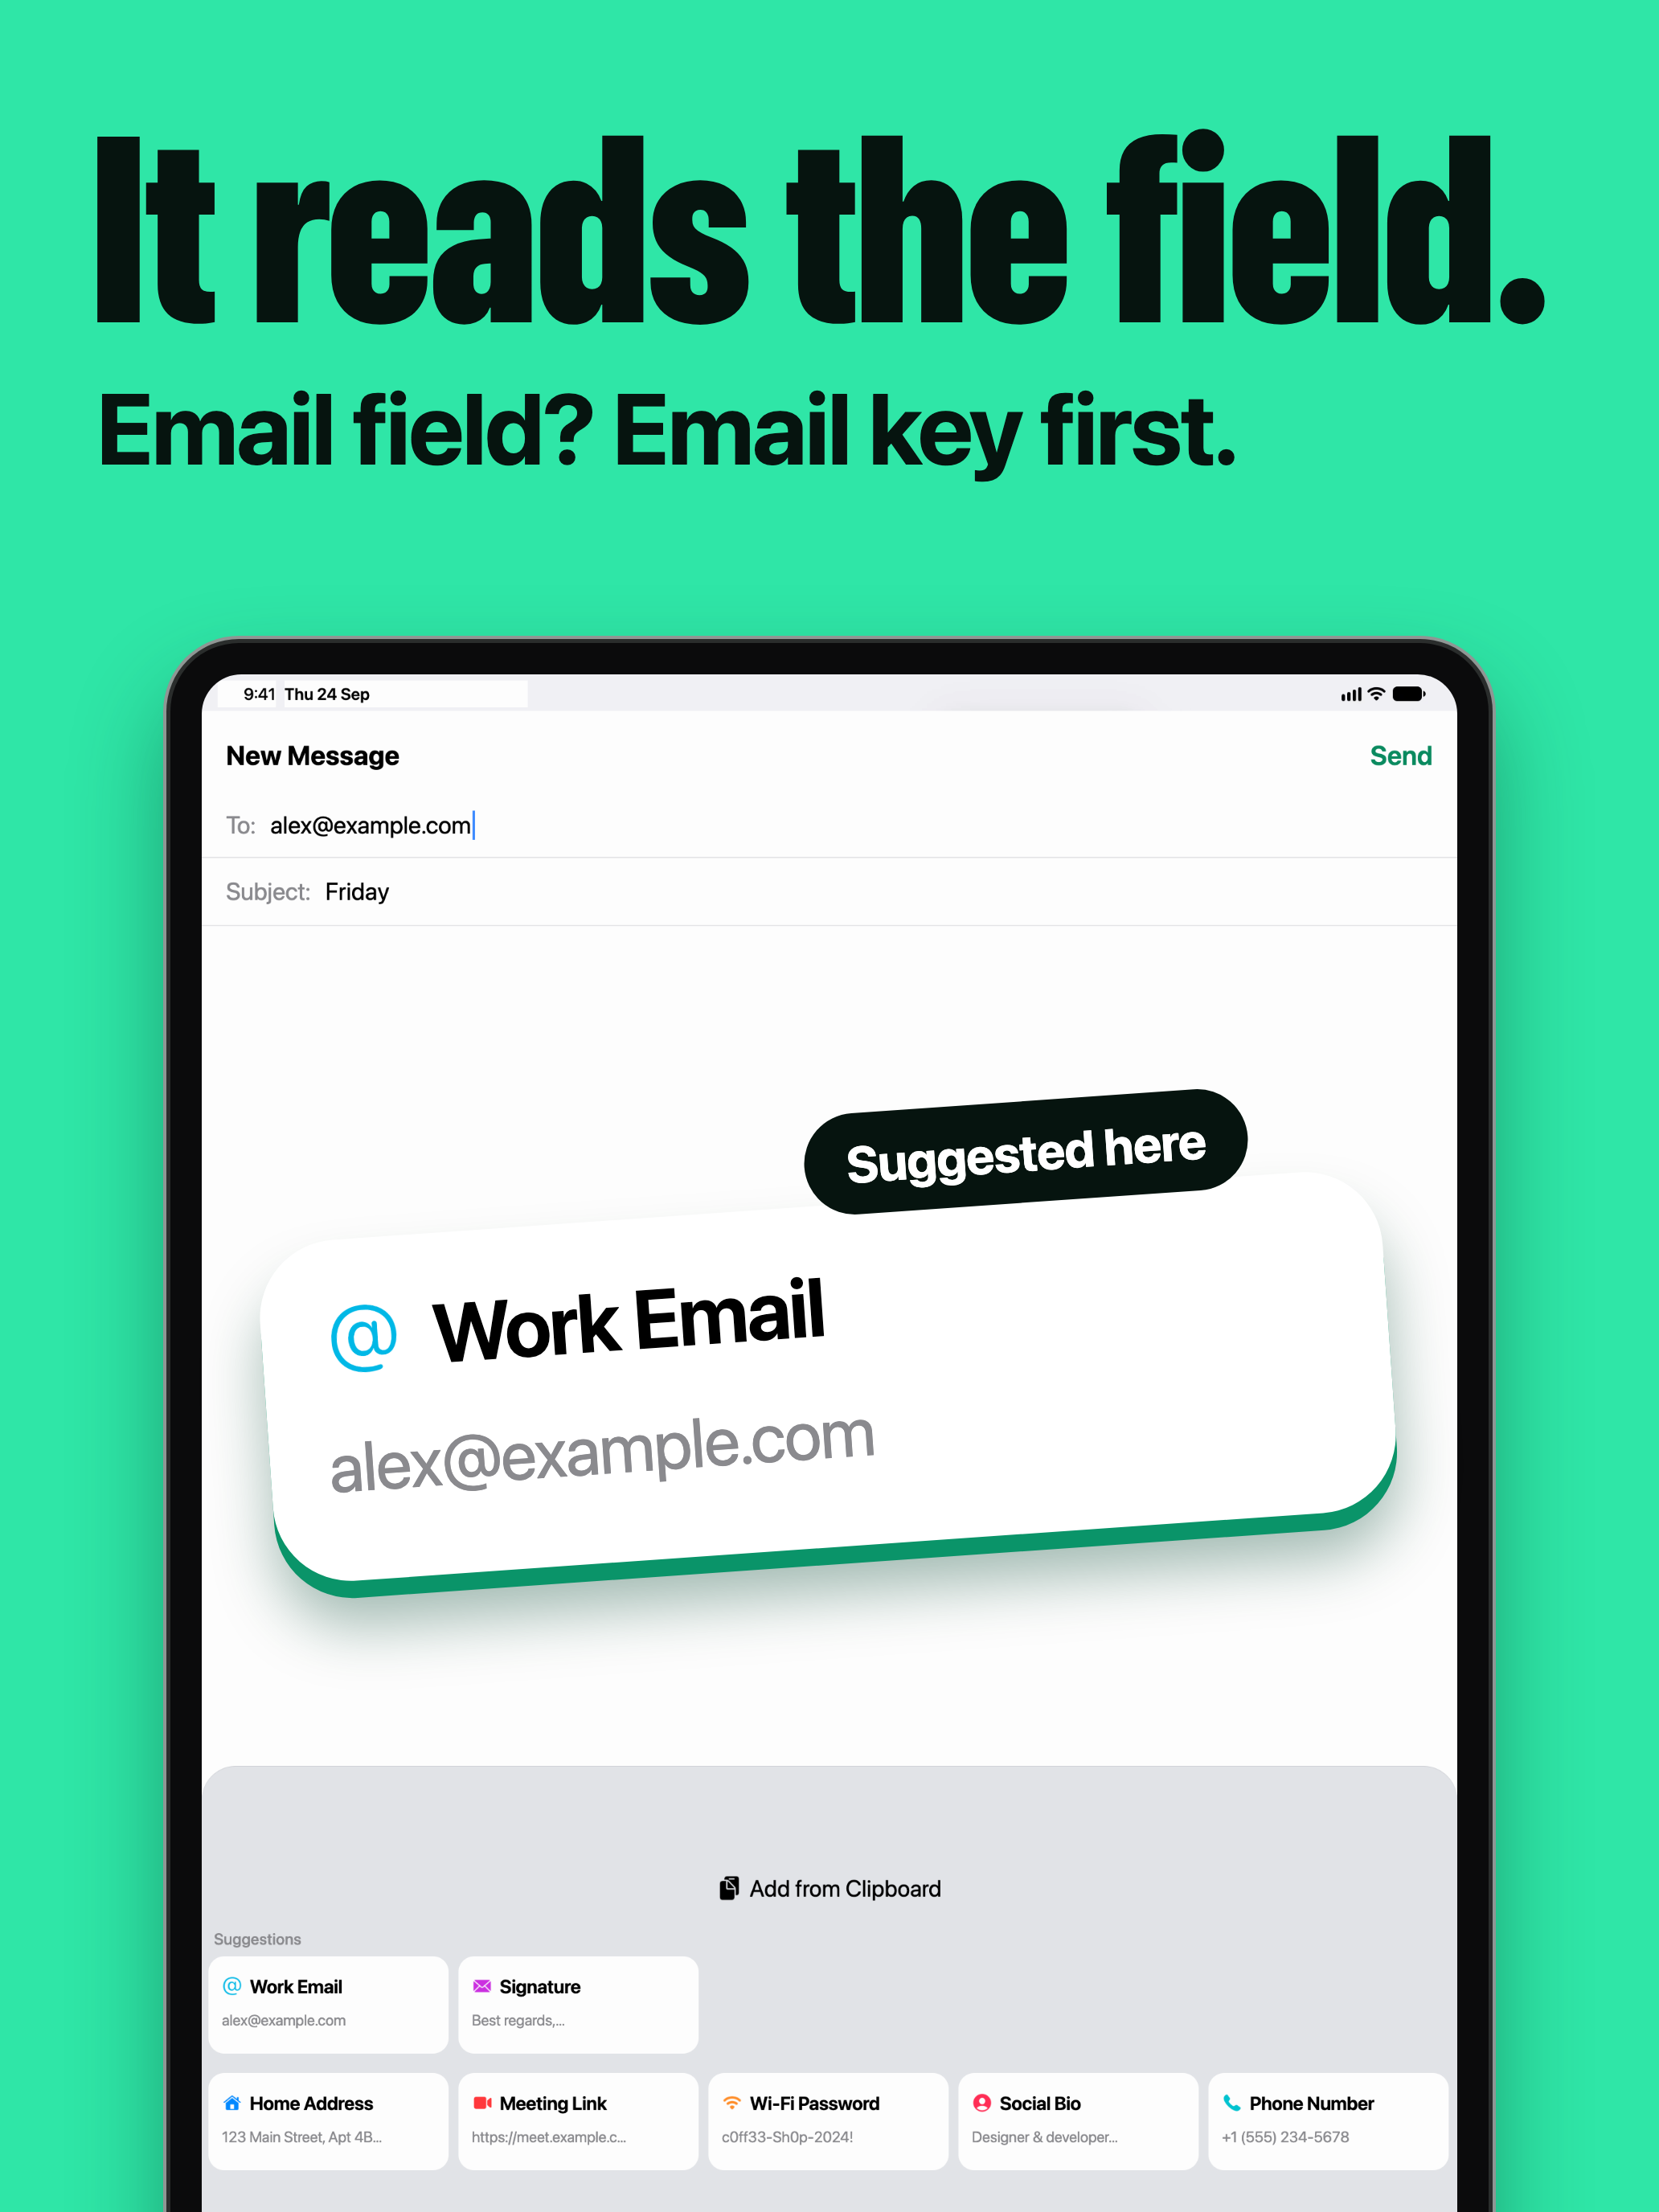 It reads the field.
Email field? Email key first.
9:41 Thu 24 Sep
New Message
Send
To: alex@example.com
Subject: Friday
Suggested here
@ Work Email
alex@example.com
Add from Clipboard
Suggestions
@ Work Email
alex@example.com
Signature
Best regards,...
Home Address
123 Main Street, Apt 4B...
Meeting Link
https://meet.example.c...
Wi-Fi Password
c0ff33-Sh0p-2024!
Social Bio
Designer & developer...
Phone Number
+1 (555) 234-5678